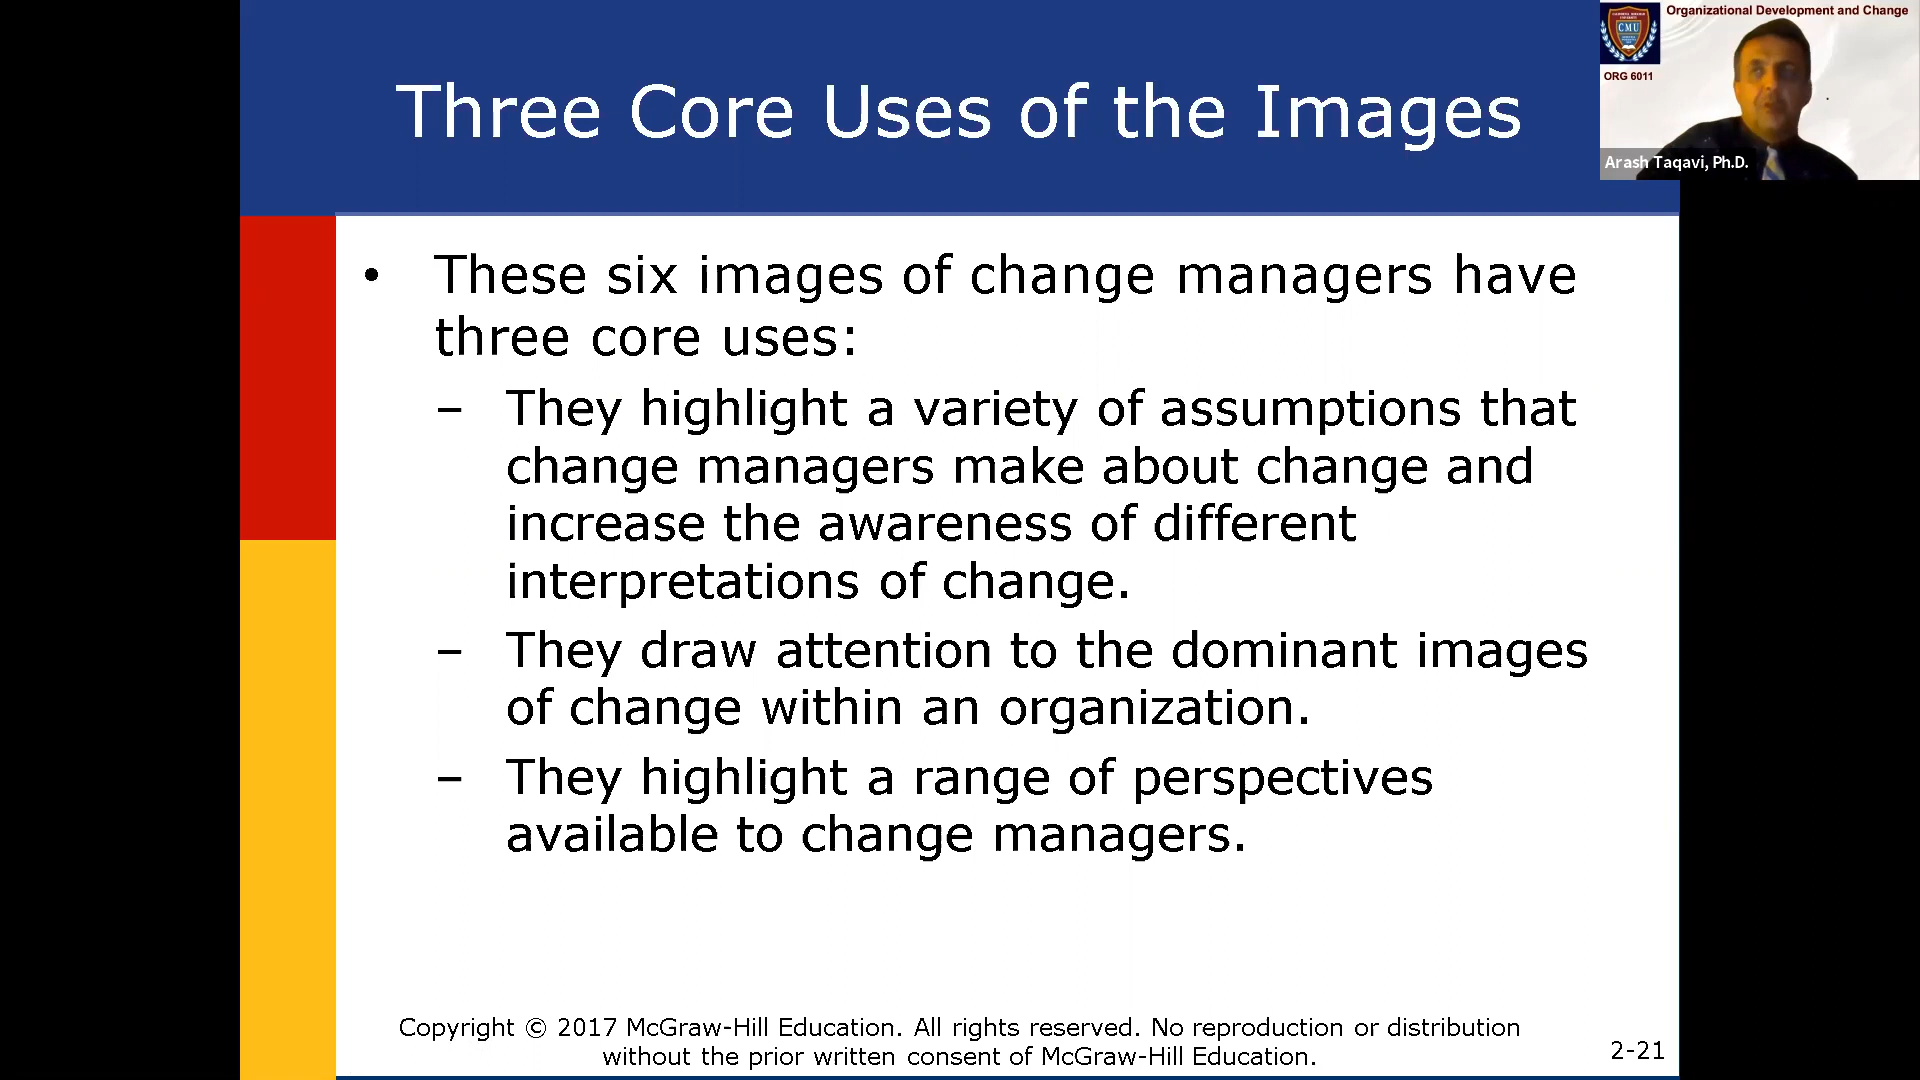 Three Core Uses of the Images
Organizational Development and Change
CMU
ORG 6011
Arash Taqavi, Ph.D.
• These six images of change managers have
three core uses:
– They highlight a variety of assumptions that
change managers make about change and
increase the awareness of different
interpretations of change.
– They draw attention to the dominant images
of change within an organization.
– They highlight a range of perspectives
available to change managers.
Copyright © 2017 McGraw-Hill Education. All rights reserved. No reproduction or distribution
without the prior written consent of McGraw-Hill Education.
2-21